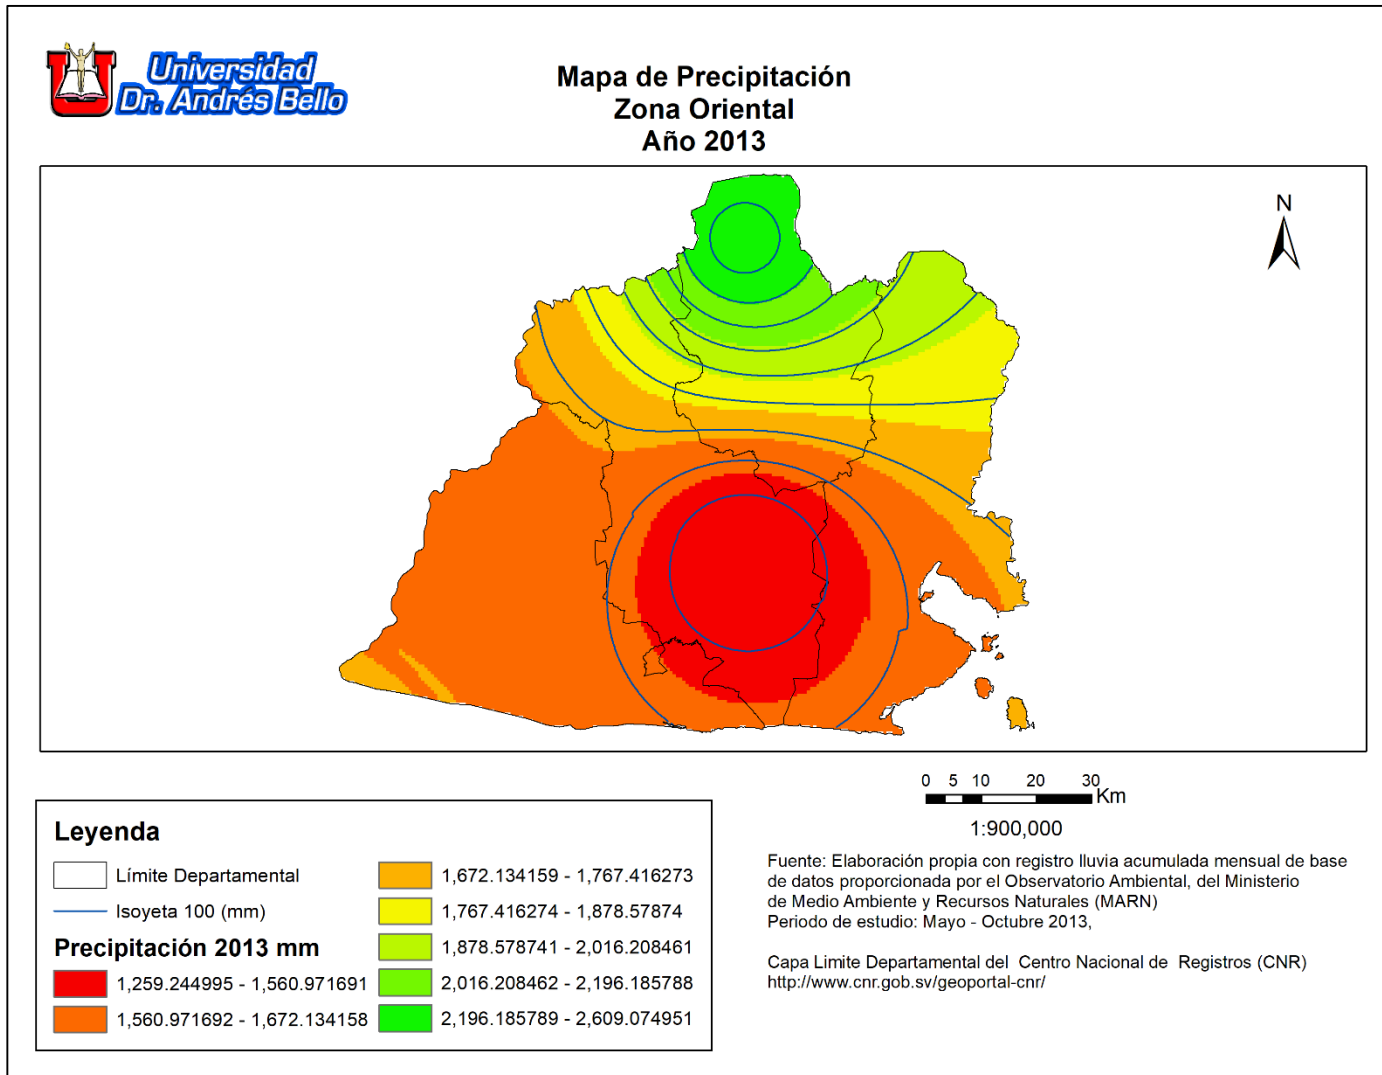 Universidad
Dr. Andrés Bello
Mapa de Precipitación
Zona Oriental
Año 2013
N
0 5 10 20 30
Km
1:900,000
Leyenda
Límite Departamental
Isoyeta 100 (mm)
Precipitación 2013 mm
1,259.244995 - 1,560.971691
1,560.971692 - 1,672.134158
1,672.134159 - 1,767.416273
1,767.416274 - 1,878.57874
1,878.578741 - 2,016.208461
2,016.208462 - 2,196.185788
2,196.185789 - 2,609.074951
Fuente: Elaboración propia con registro lluvia acumulada mensual de base
de datos proporcionada por el Observatorio Ambiental, del Ministerio
de Medio Ambiente y Recursos Naturales (MARN)
Periodo de estudio: Mayo - Octubre 2013,
Capa Limite Departamental del Centro Nacional de Registros (CNR)
http://www.cnr.gob.sv/geoportal-cnr/